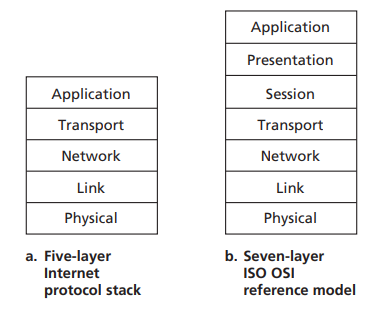 Application
Transport
Network
Link
Physical
a. Five-layer
Internet
protocol stack
Application
Presentation
Session
Transport
Network
Link
Physical
b. Seven-layer
ISO OSI
reference model